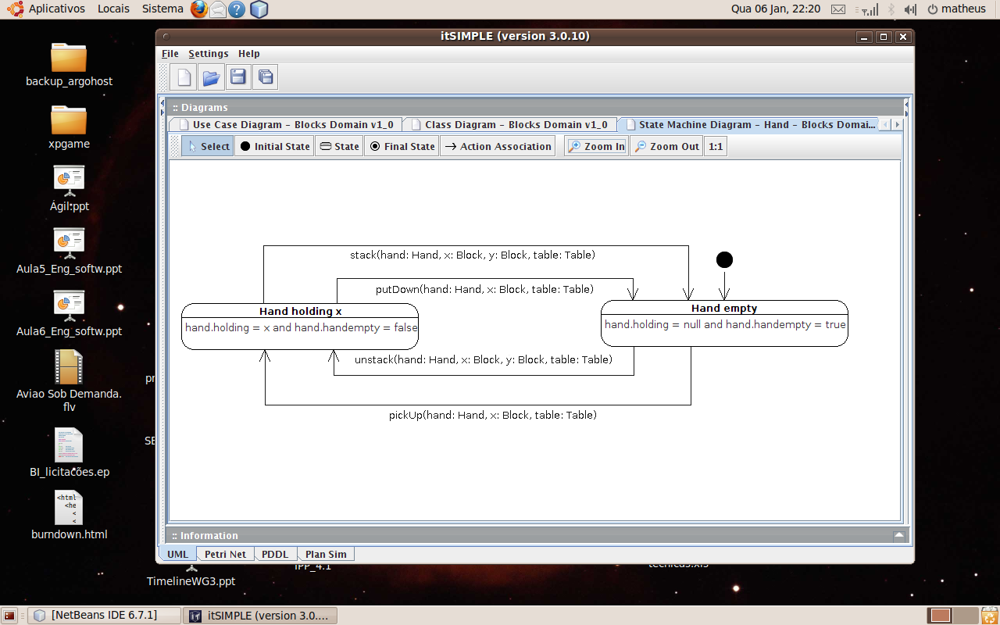 Aplicativos Locais Sistema
Qua 06 Jan, 22:20
matheus
backup_argohost
xpgame
Ágil.ppt
Aula5_Eng_softw.ppt
Aula6_Eng_softw.ppt
Aviao Sob Demanda.
flv
BI_licitacões.ep
<html
<he
<
<
burndown.html
pr
SE
TimelineWG3.ppt
IPP_4.1
itSIMPLE (version 3.0.10)
File Settings Help
:: Diagrams
Use Case Diagram - Blocks Domain v1_0
Class Diagram - Blocks Domain v1_0
State Machine Diagram - Hand - Blocks Domai...
Select Initial State State Final State Action Association Zoom In Zoom Out 1:1
stack(hand: Hand, x: Block, y: Block, table: Table)
putDown(hand: Hand, x: Block, table: Table)
Hand holding x
hand.holding = x and hand.handempty = false
Hand empty
hand.holding = null and hand.handempty = true
unstack(hand: Hand, x: Block, y: Block, table: Table)
pickUp(hand: Hand, x: Block, table: Table)
:: Information
UML Petri Net PDDL Plan Sim
[NetBeans IDE 6.7.1]
itSIMPLE (version 3.0....